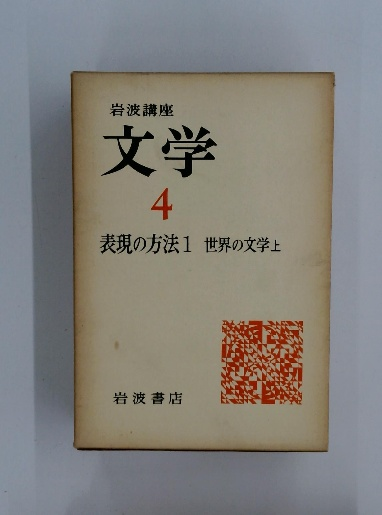 岩波講座
文学
4
表現の方法1 世界の文学上
岩波書店